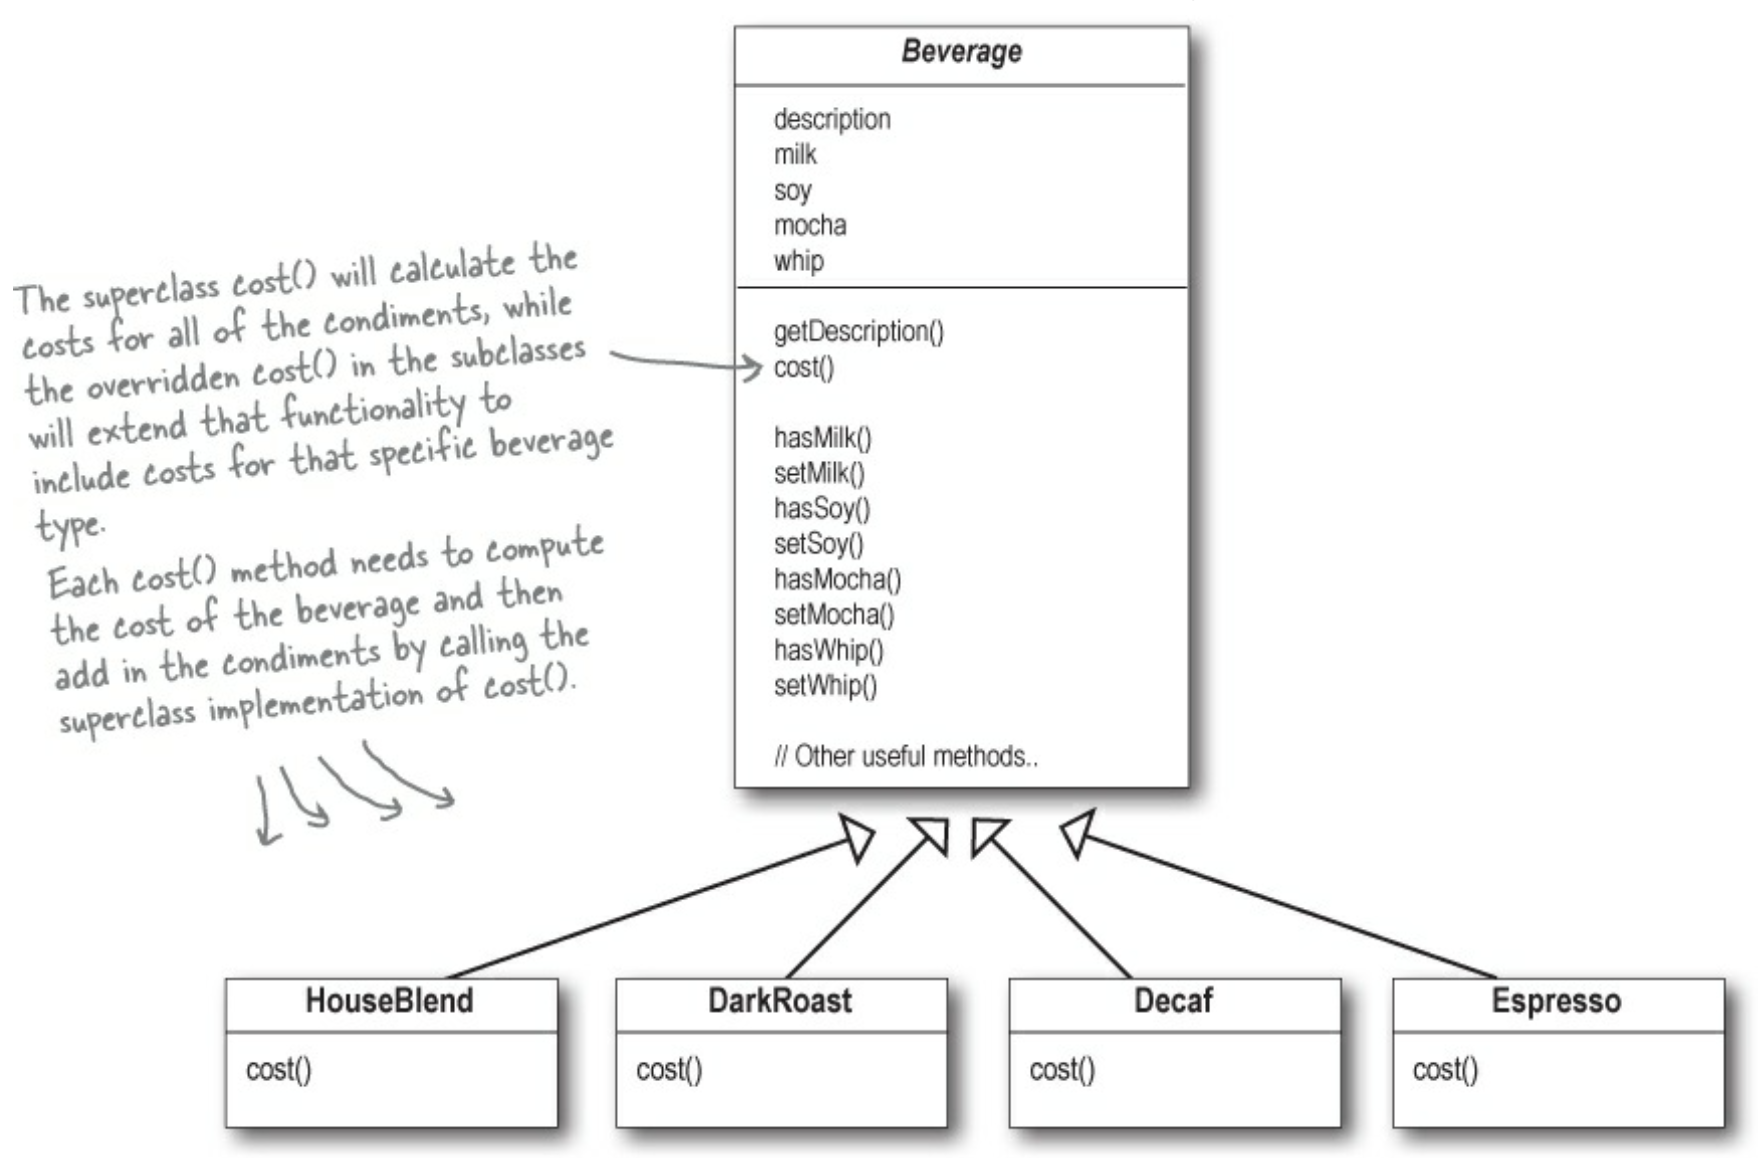 Beverage
description
milk
soy
mocha
whip
getDescription()
cost()
hasMilk()
setMilk()
hasSoy()
setSoy()
hasMocha()
setMocha()
hasWhip()
setWhip()
// Other useful methods..
The superclass cost() will calculate the
costs for all of the condiments, while
the overridden cost() in the subclasses
will extend that functionality to
include costs for that specific beverage
type.
Each cost() method needs to compute
the cost of the beverage and then
add in the condiments by calling the
superclass implementation of cost().
HouseBlend
cost()
DarkRoast
cost()
Decaf
cost()
Espresso
cost()